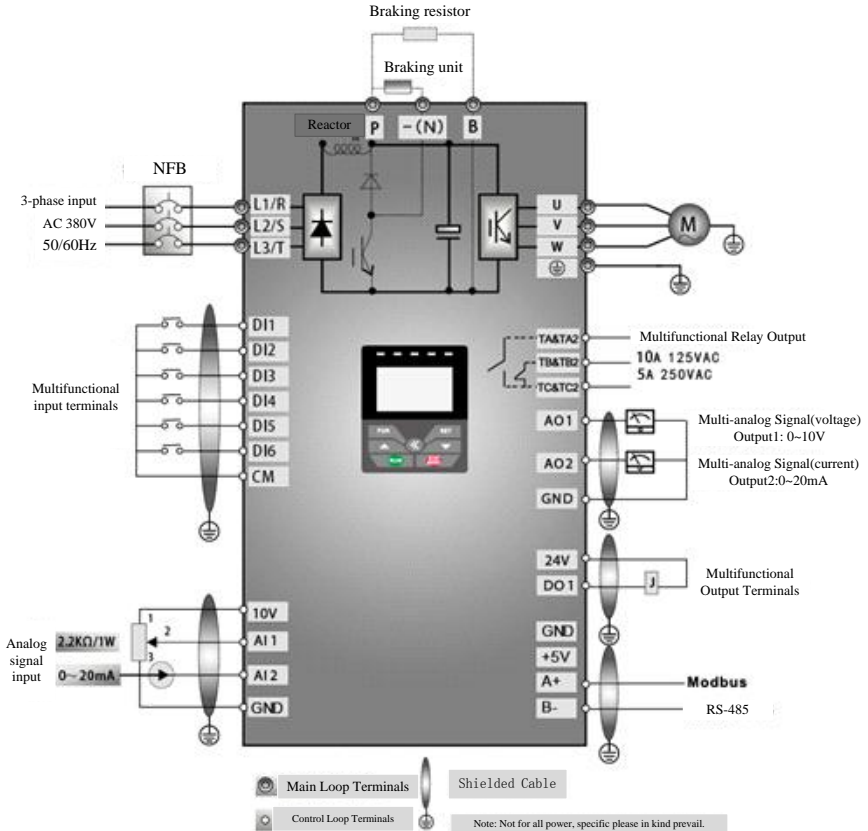 Braking resistor
Braking unit
Reactor
P
-(N)
B
NFB
3-phase input
AC 380V
50/60Hz
L1/R
L2/S
L3/T
U
V
W
M
DI1
DI2
DI3
DI4
DI5
DI6
CM
Multifunctional
input terminals
TA&TA2
TB&TB2
TC&TC2
Multifunctional Relay Output
10A 125VAC
5A 250VAC
AO1
AO2
GND
Multi-analog Signal(voltage)
Output1: 0~10V
Multi-analog Signal(current)
Output2:0~20mA
24V
DO1
J
Multifunctional
Output Terminals
10V
AI1
AI2
GND
1
2
3
Analog
signal
input
2.2KΩ/1W
0~20mA
GND
+5V
A+
B-
Modbus
RS-485
RUN
Main Loop Terminals
Shielded Cable
Control Loop Terminals
Note: Not for all power, specific please in kind prevail.